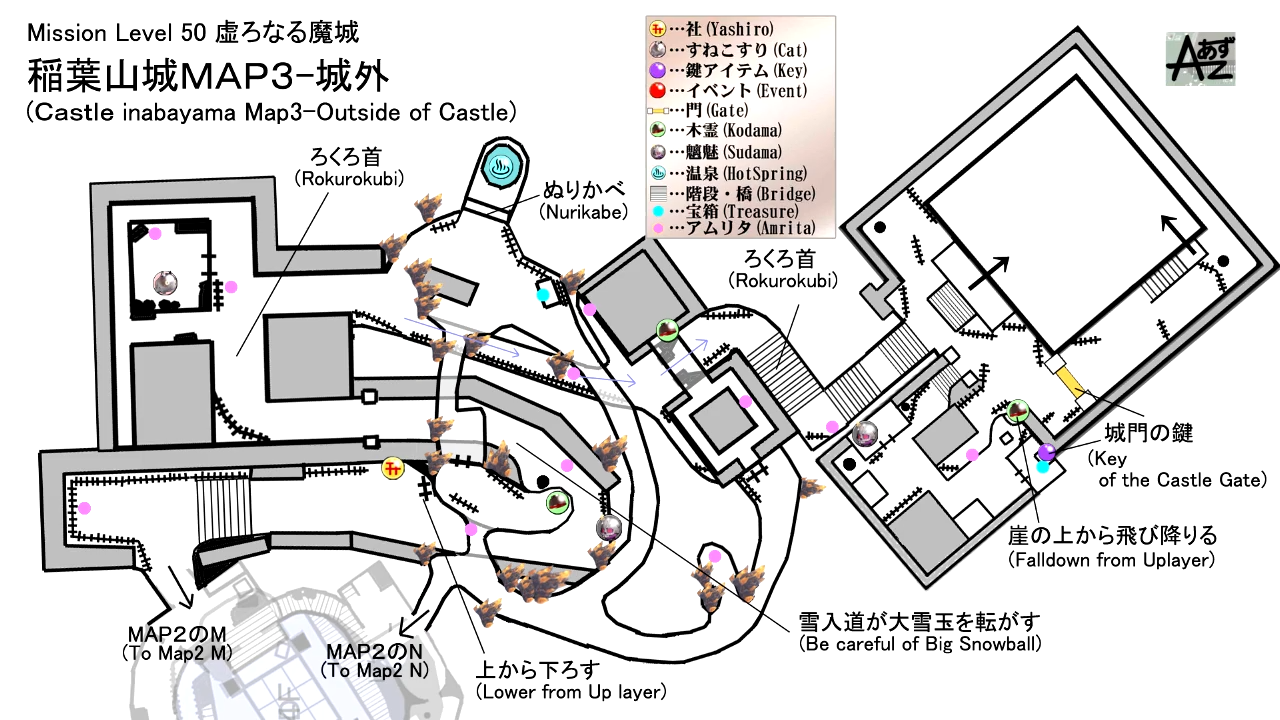 Mission Level 50 虚ろなる魔城
稲葉山城MAP3-城外
(Castle inabayama Map3-Outside of Castle)
…社(Yashiro)
…すねこすり(Cat)
…鍵アイテム(Key)
…イベント(Event)
…門(Gate)
…木霊(Kodama)
…魑魅(Sudama)
…温泉(HotSpring)
…階段・橋(Bridge)
…宝箱(Treasure)
…アムリタ(Amrita)
あず
AZ
ろくろ首
(Rokurokubi)
ぬりかべ
(Nurikabe)
ろくろ首
(Rokurokubi)
城門の鍵
(Key
of the Castle Gate)
崖の上から飛び降りる
(Falldown from Uplayer)
雪入道が大雪玉を転がす
(Be careful of Big Snowball)
MAP2のM
(To Map2 M)
MAP2のN
(To Map2 N)
上から下ろす
(Lower from Up layer)